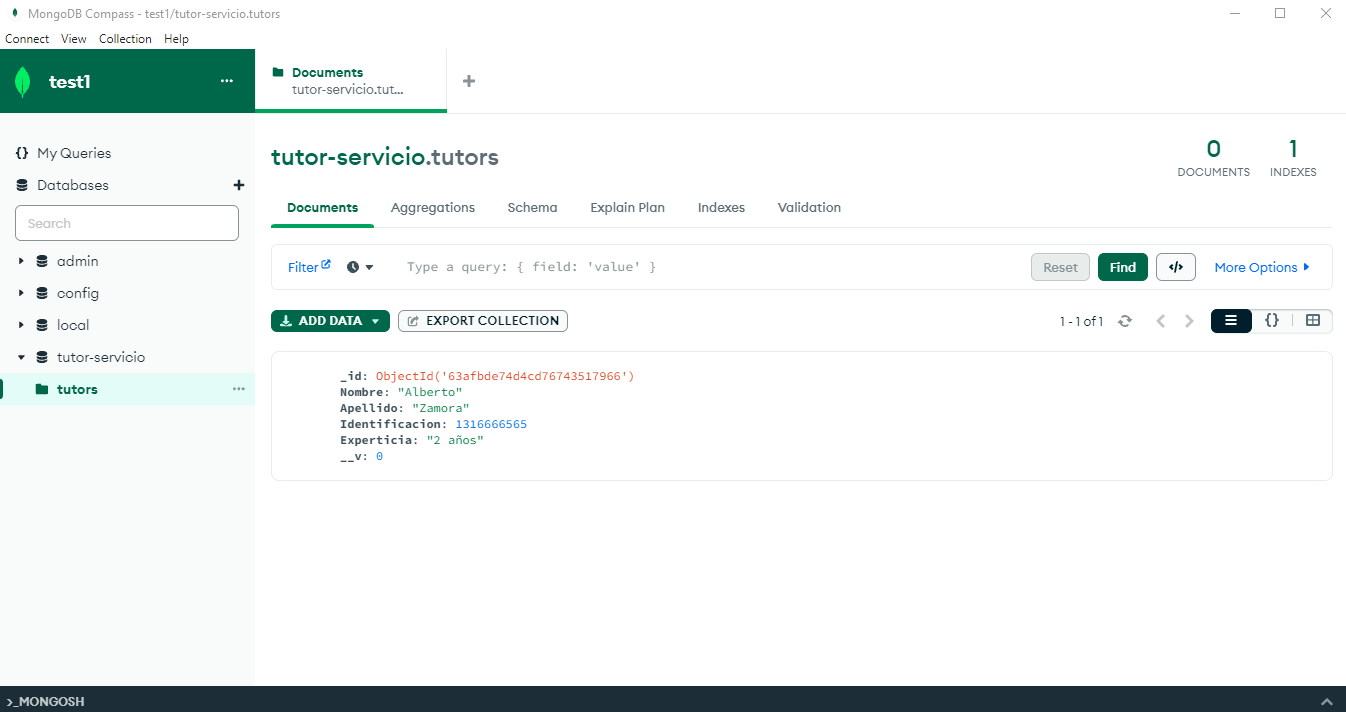 MongoDB Compass - test1/tutor-servicio.tutors
Connect View Collection Help
test1
Documents
tutor-servicio.tut...
My Queries
Databases
Search
admin
config
local
tutor-servicio
tutors
tutor-servicio.tutors
0
DOCUMENTS
1
INDEXES
Documents Aggregations Schema Explain Plan Indexes Validation
Filter Type a query: { field: 'value' } Reset Find </> More Options
ADD DATA EXPORT COLLECTION 1 - 1 of 1 {}
_id: ObjectId('63afbde74d4cd76743517966')
Nombre: "Alberto"
Apellido: "Zamora"
Identificacion: 1316666565
Experticia: "2 años"
__v: 0
>_MONGOSH